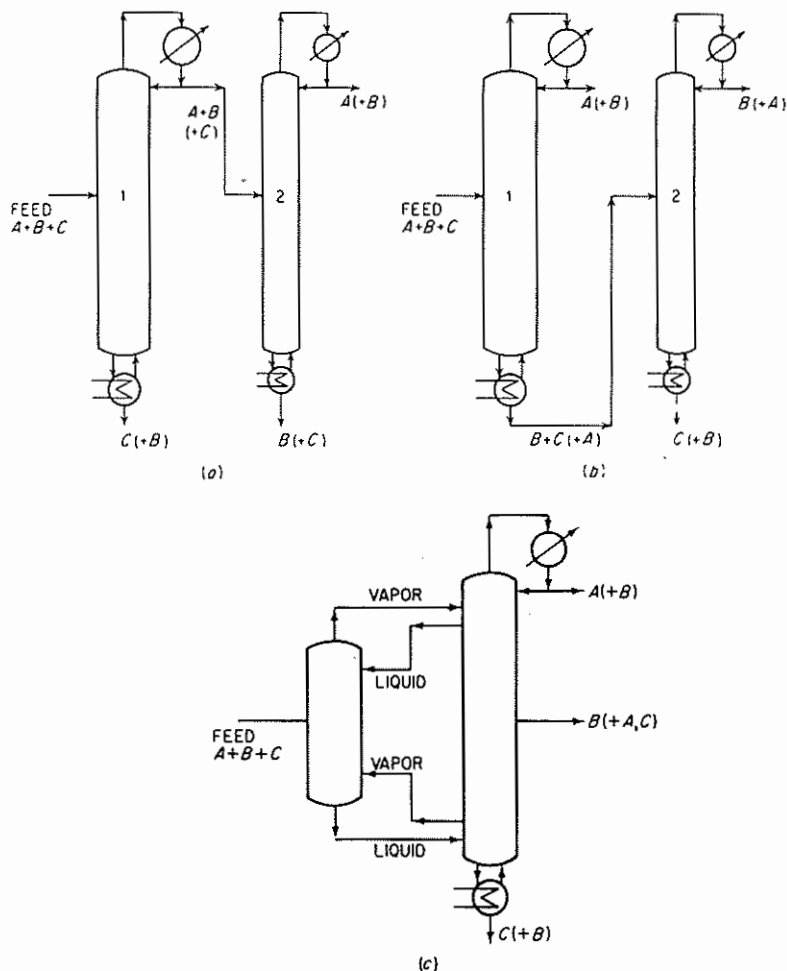 A+B
(+C)
A(+B)
1
2
FEED
A+B+C
C(+B)
B(+C)
(a)
A(+B)
B(+A)
1
2
FEED
A+B+C
B+C(+A)
C(+B)
(b)
VAPOR
A(+B)
LIQUID
FEED
A+B+C
B(+A,C)
VAPOR
LIQUID
C(+B)
(c)